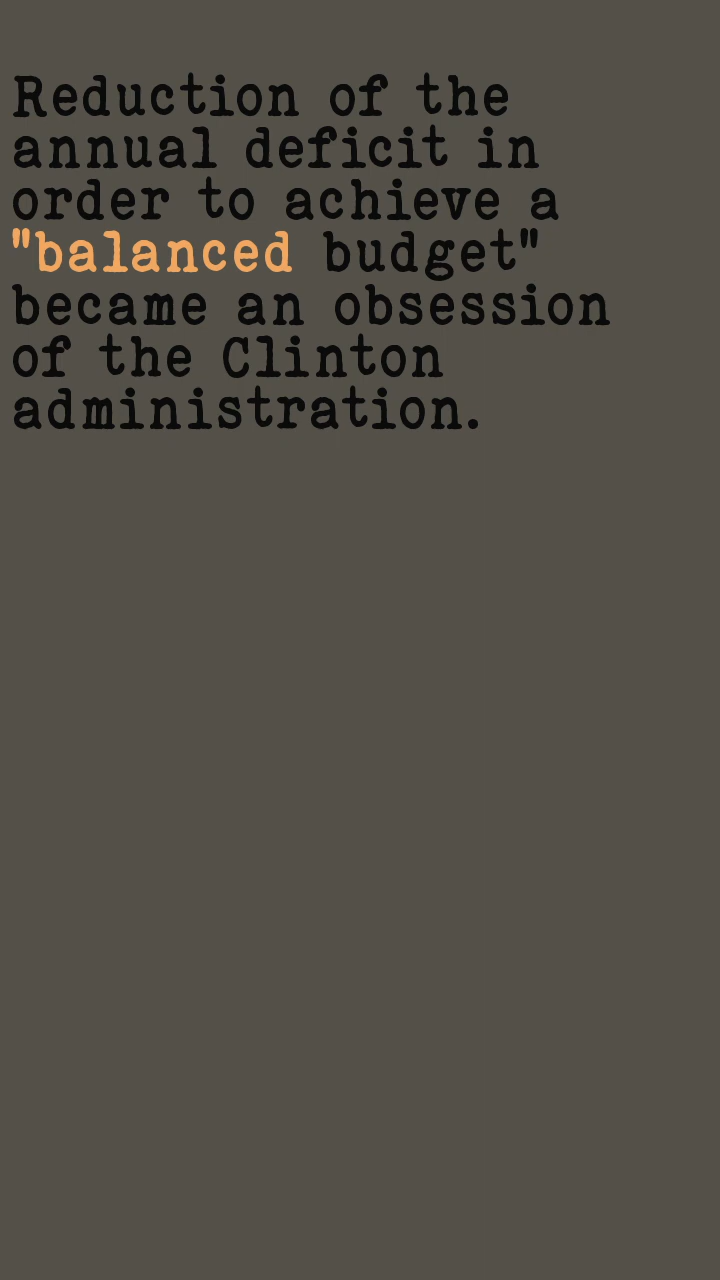 Reduction of the
annual deficit in
order to achieve a
"balanced budget"
became an obsession
of the Clinton
administration.